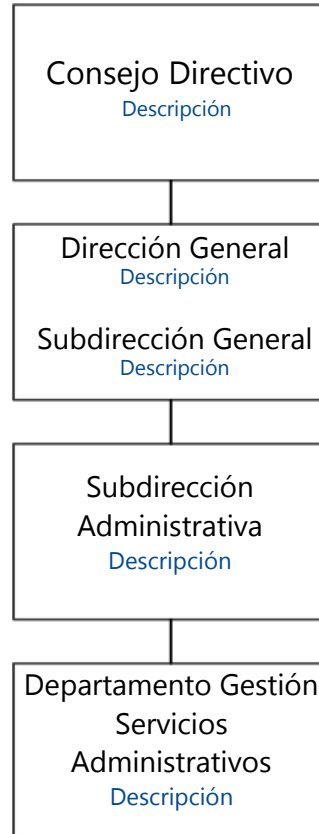 Consejo Directivo
Descripción
Dirección General
Descripción
Subdirección General
Descripción
Subdirección
Administrativa
Descripción
Departamento Gestión
Servicios
Administrativos
Descripción